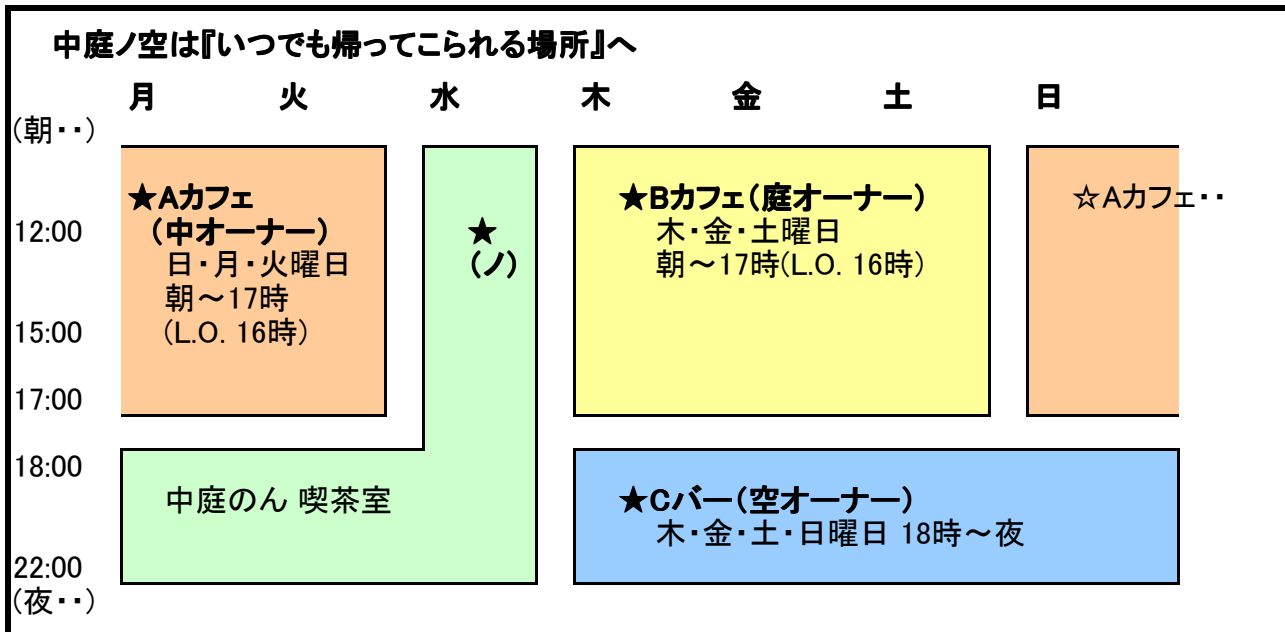 中庭ノ空は『いつでも帰ってこられる場所』へ
月 火 水 木 金 土 日
(朝・・)
12:00
15:00
17:00
18:00
22:00
(夜・・)
★Aカフェ
(中オーナー)
日・月・火曜日
朝～17時
(L.O. 16時)
★
(ノ)
★Bカフェ(庭オーナー)
木・金・土曜日
朝～17時(L.O. 16時)
☆Aカフェ・・
中庭のん 喫茶室
★Cバー(空オーナー)
木・金・土・日曜日 18時～夜